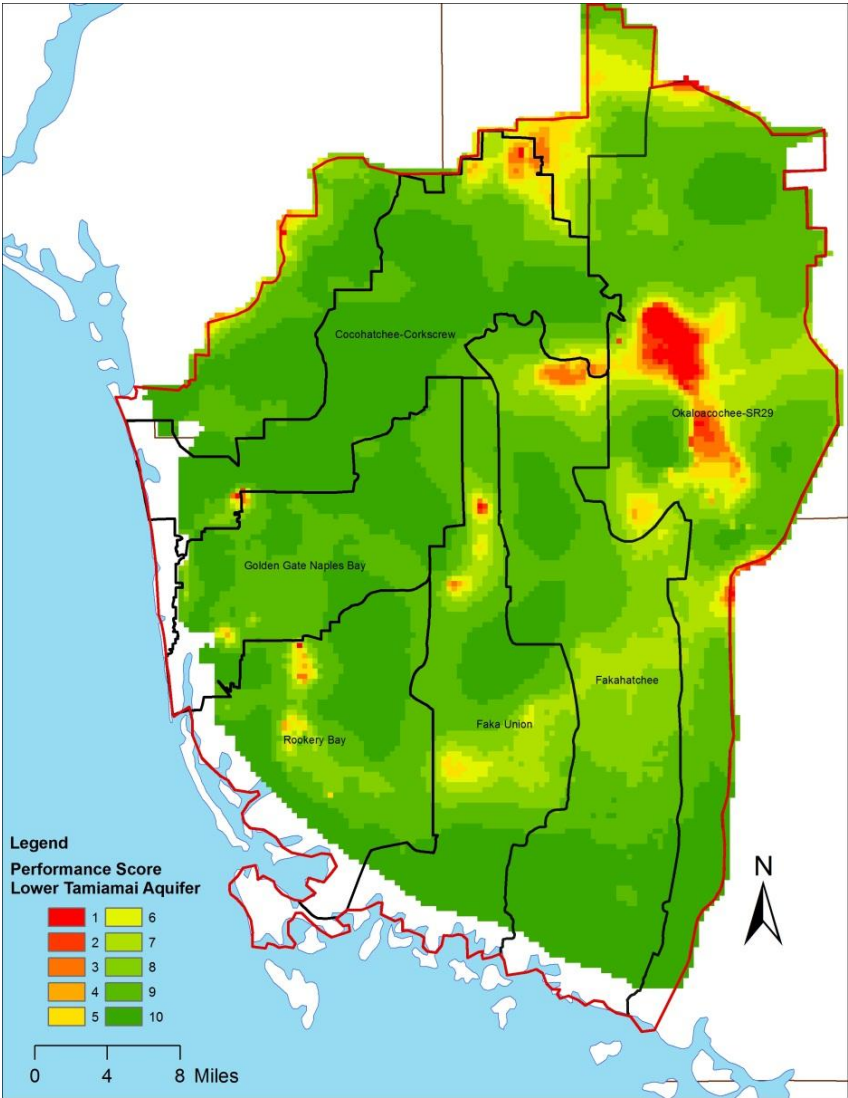 Cocohatchee-Corkscrew
Okaloacochee-SR29
Golden Gate Naples Bay
Fakahatchee
Faka Union
Rookery Bay
Legend
Performance Score
Lower Tamiamai Aquifer
1 6
2 7
3 8
4 9
5 10
0 4 8 Miles
N